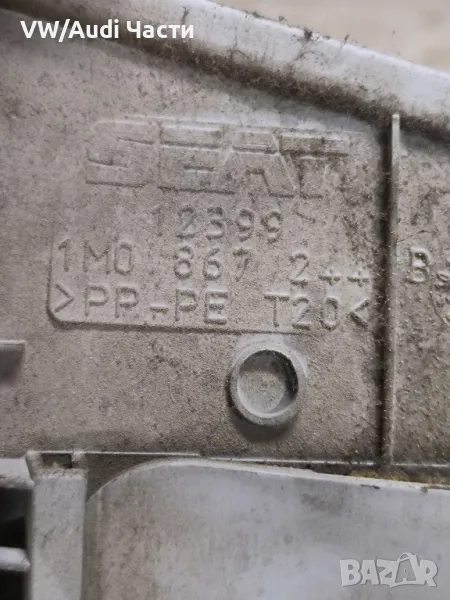 VW/Audi Части
SEAT
12399
1M0 867 2++ B
>PP-PE T20<
BAZAR